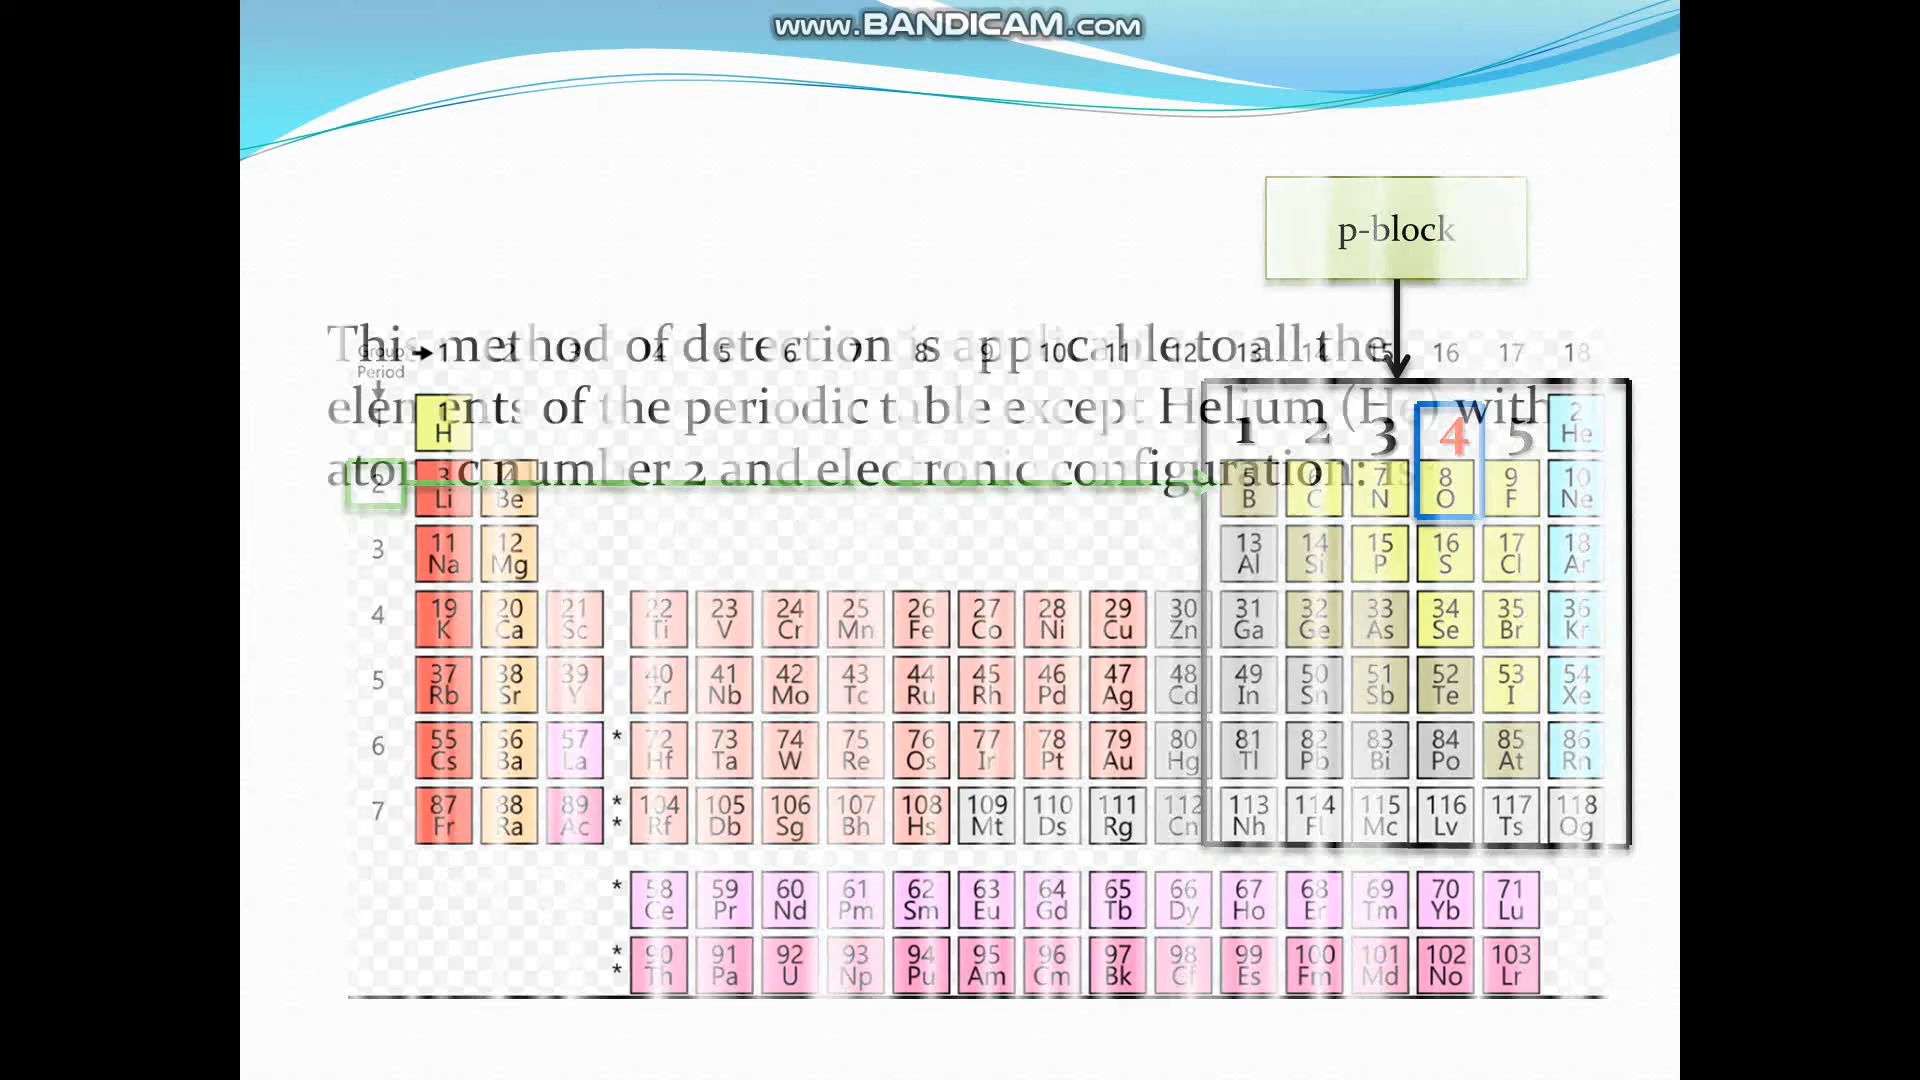 www.BANDICAM.com
p-block
This method of detection is applicable to all the
elements of the periodic table except Helium (He) with
atomic number 2 and electronic configuration: 1s
Group 1 2 3 4 5 6 7 8 9 10 11 12 13 14 15 16 17 18
Period
1 2 3 4 5
1 1 H 2 He
2 3 Li 4 Be 5 B 6 C 7 N 8 O 9 F 10 Ne
3 11 Na 12 Mg 13 Al 14 Si 15 P 16 S 17 Cl 18 Ar
4 19 K 20 Ca 21 Sc 22 Ti 23 V 24 Cr 25 Mn 26 Fe 27 Co 28 Ni 29 Cu 30 Zn 31 Ga 32 Ge 33 As 34 Se 35 Br 36 Kr
5 37 Rb 38 Sr 39 Y 40 Zr 41 Nb 42 Mo 43 Tc 44 Ru 45 Rh 46 Pd 47 Ag 48 Cd 49 In 50 Sn 51 Sb 52 Te 53 I 54 Xe
6 55 Cs 56 Ba 57 La * 72 Hf 73 Ta 74 W 75 Re 76 Os 77 Ir 78 Pt 79 Au 80 Hg 81 Tl 82 Pb 83 Bi 84 Po 85 At 86 Rn
7 87 Fr 88 Ra 89 Ac ** 104 Rf 105 Db 106 Sg 107 Bh 108 Hs 109 Mt 110 Ds 111 Rg 112 Cn 113 Nh 114 Fl 115 Mc 116 Lv 117 Ts 118 Og
* 58 Ce 59 Pr 60 Nd 61 Pm 62 Sm 63 Eu 64 Gd 65 Tb 66 Dy 67 Ho 68 Er 69 Tm 70 Yb 71 Lu
** 90 Th 91 Pa 92 U 93 Np 94 Pu 95 Am 96 Cm 97 Bk 98 Cf 99 Es 100 Fm 101 Md 102 No 103 Lr